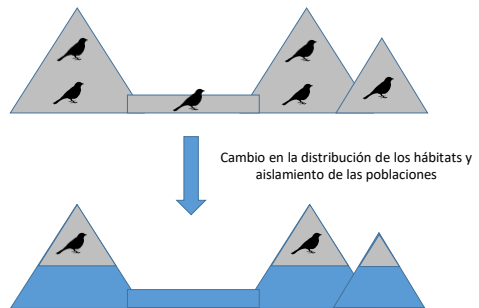 Cambio en la distribución de los hábitats y
aislamiento de las poblaciones